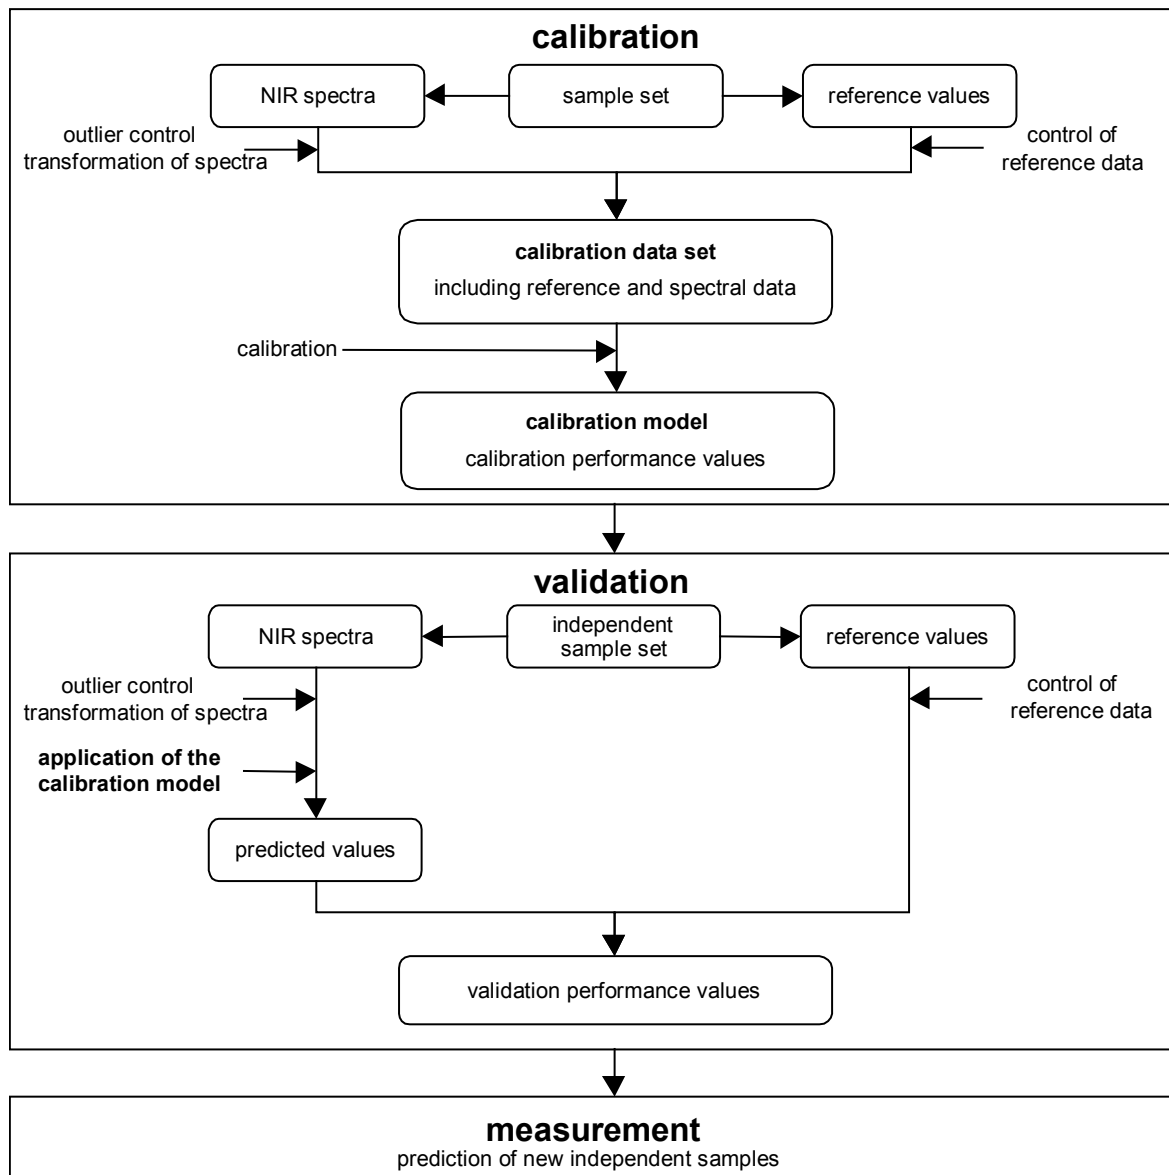 calibration
NIR spectra
sample set
reference values
outlier control
transformation of spectra
control of
reference data
calibration data set
including reference and spectral data
calibration
calibration model
calibration performance values
validation
NIR spectra
independent
sample set
reference values
outlier control
transformation of spectra
control of
reference data
application of the
calibration model
predicted values
validation performance values
measurement
prediction of new independent samples